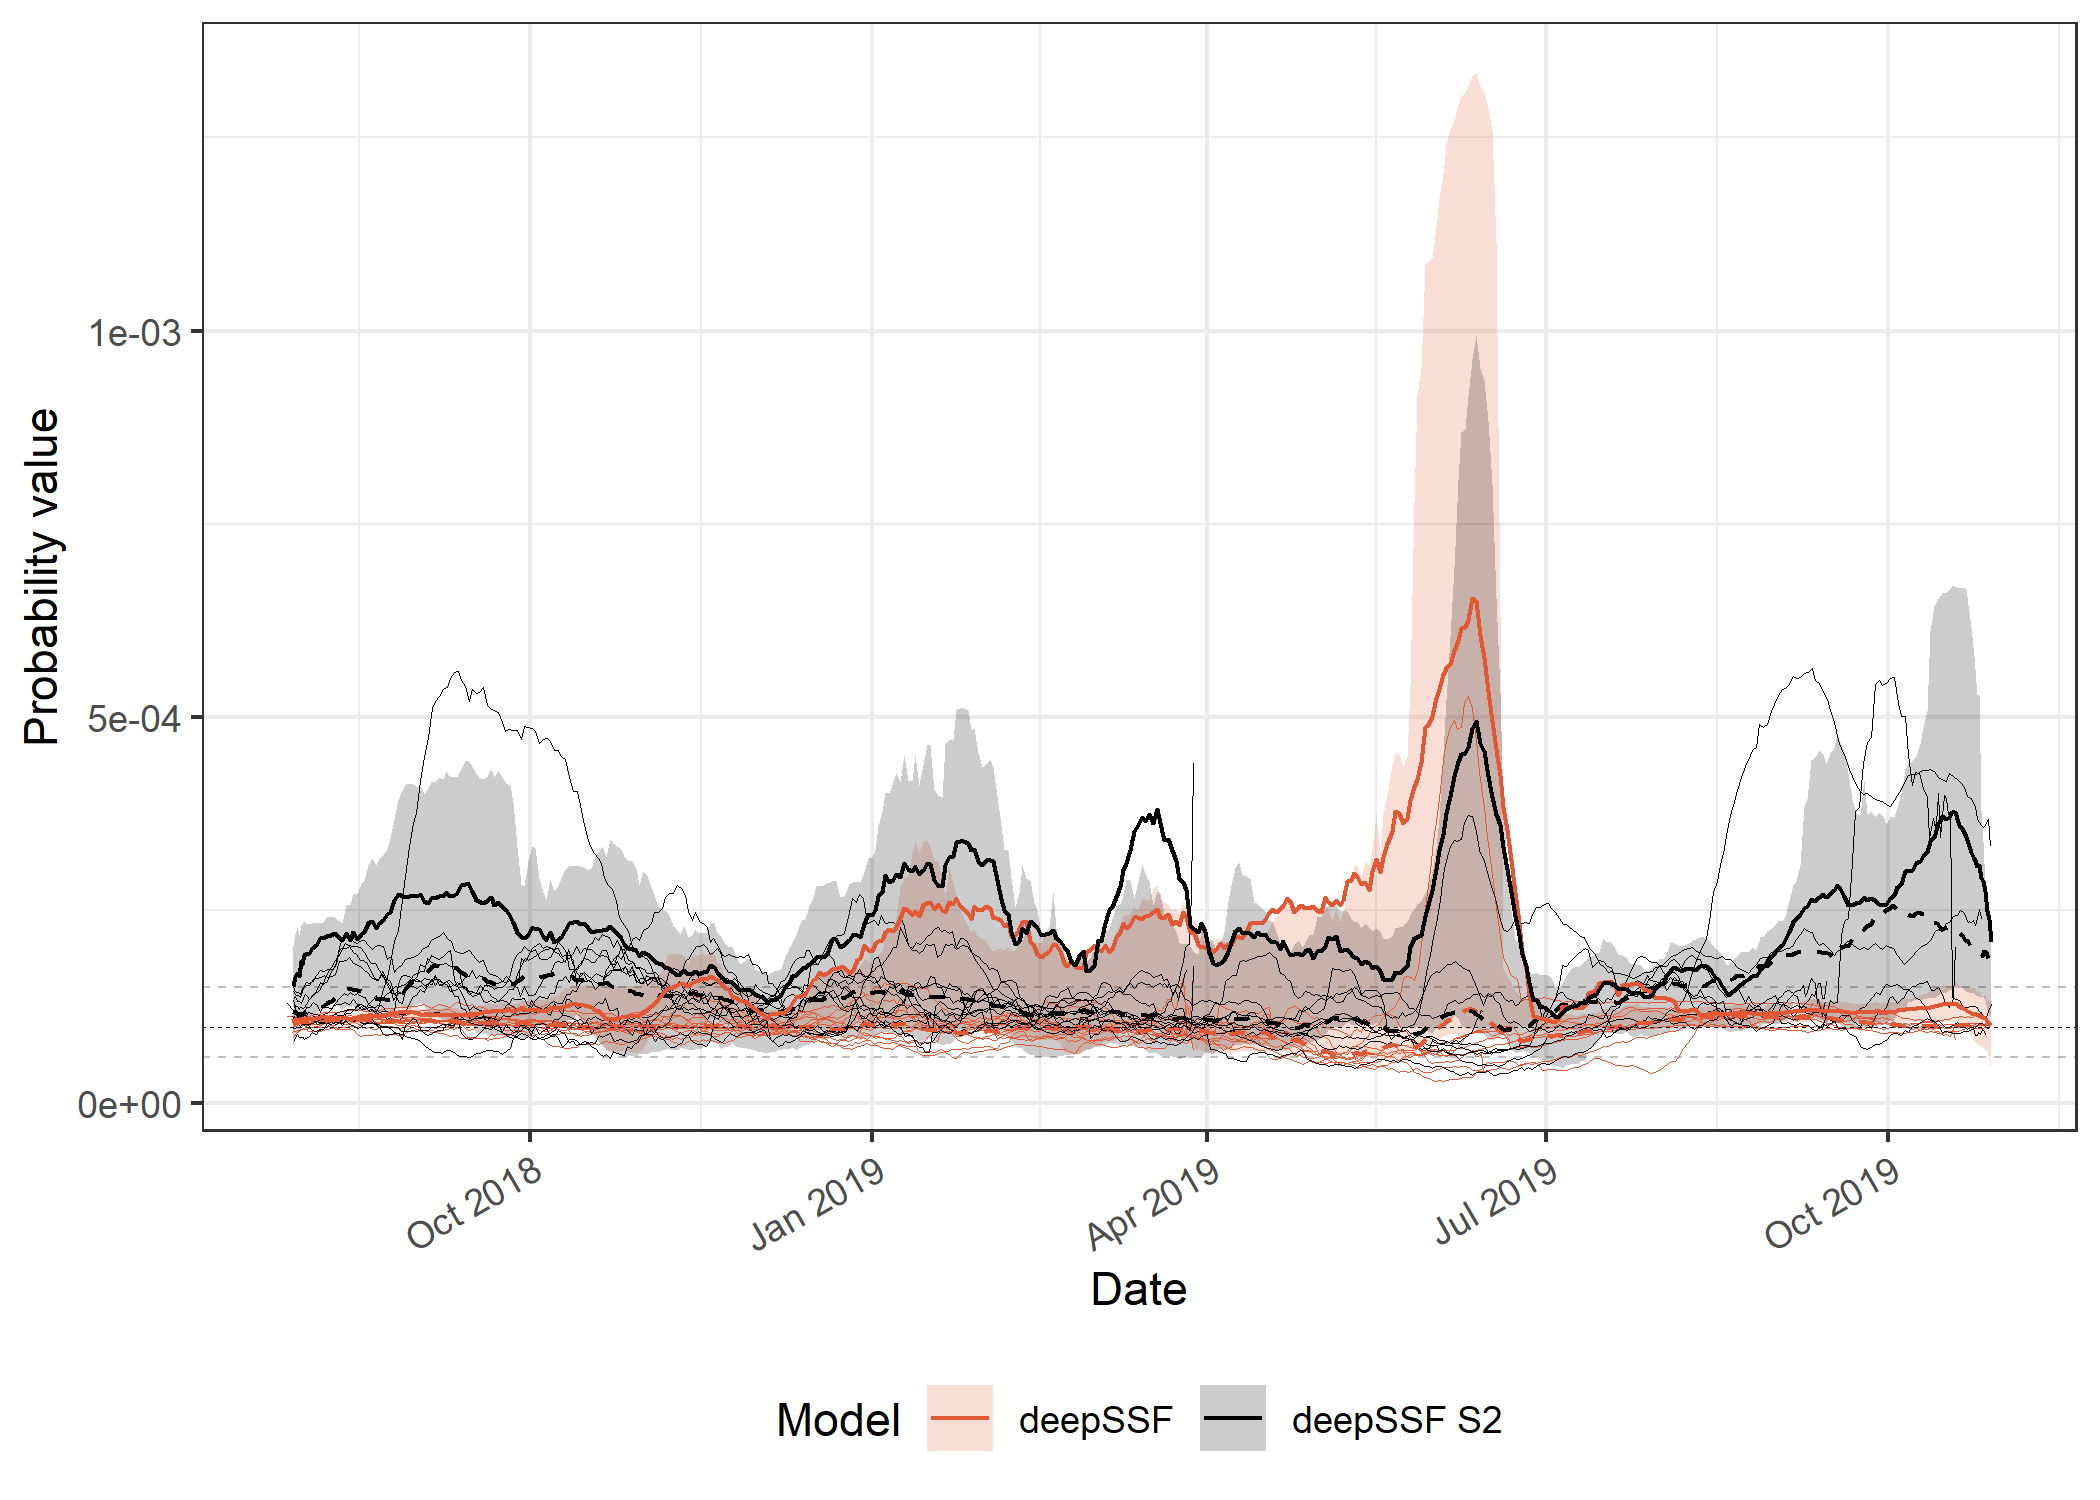 Probability value
1e-03
5e-04
0e+00
Oct 2018
Jan 2019
Apr 2019
Jul 2019
Oct 2019
Date
Model deepSSF deepSSF S2